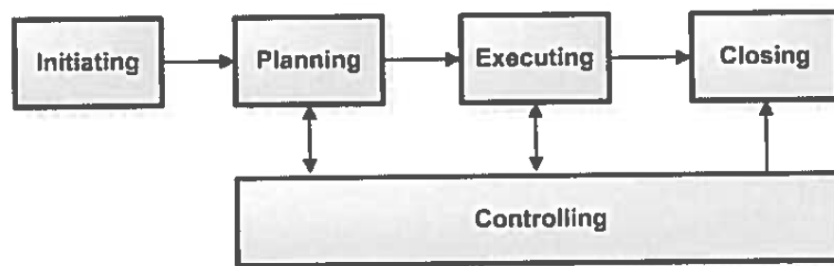 Initiating
Planning
Executing
Closing
Controlling